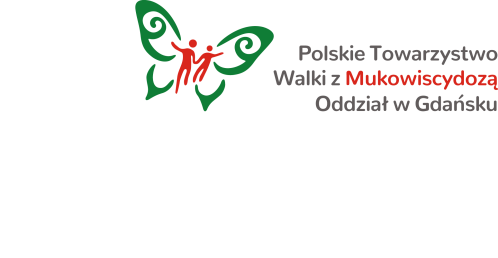 Polskie Towarzystwo
Walki z Mukowiscydozą
Oddział w Gdańsku